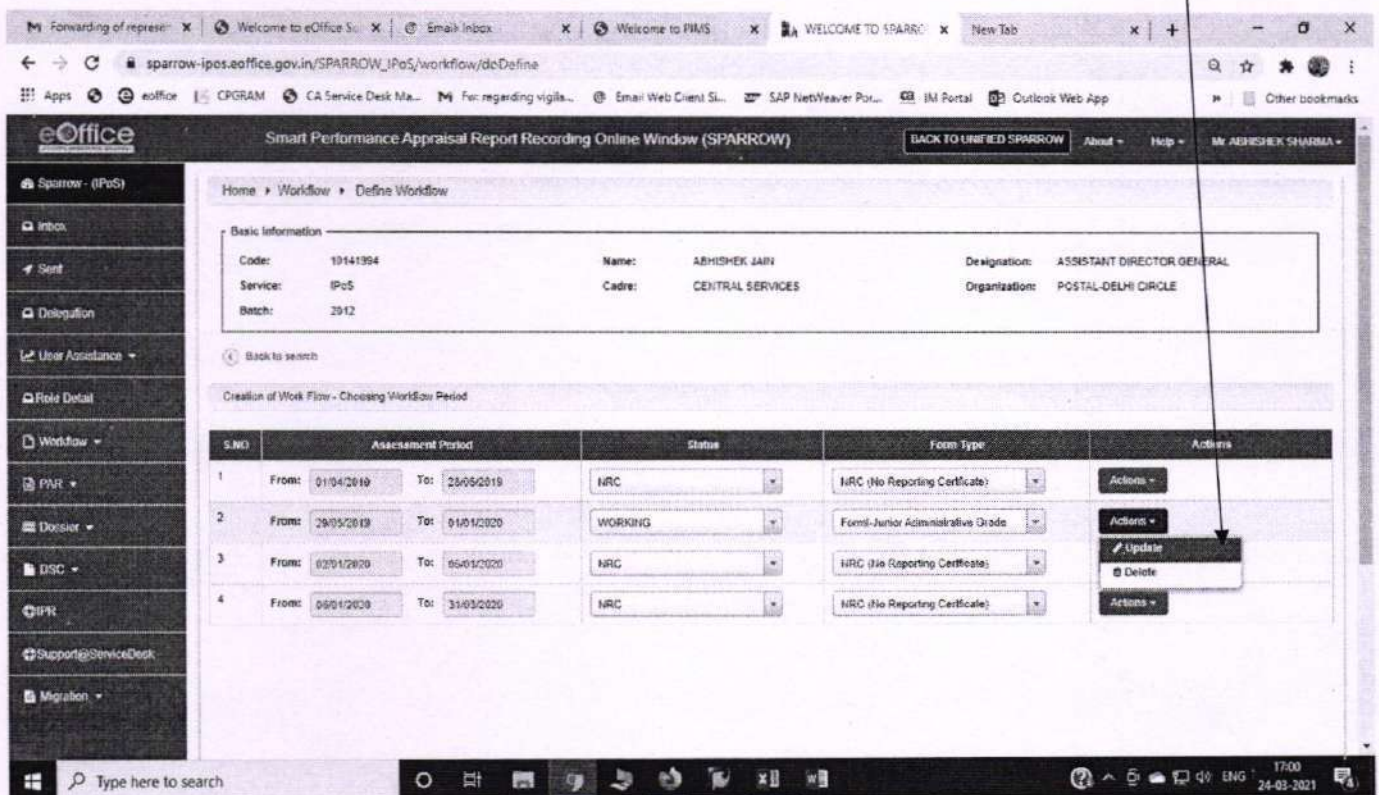 Forwarding of represen × Welcome to eOffice Su × Email: Inbox × Welcome to PIMS × WELCOME TO SPARRO × New Tab × + ×
sparrow-ipos.eoffice.gov.in/SPARROW_IPoS/workflow/doDefine
Apps eoffice CPGRAM CA Service Desk Ma... Fwd: regarding vigila... Email Web Client Si... SAP NetWeaver Por... IM Portal Outlook Web App » Other bookmarks
eOffice Smart Performance Appraisal Report Recording Online Window (SPARROW) BACK TO UNIFIED SPARROW About Help Mr ABHISHEK SHARMA
Sparrow - (IPoS)
Inbox
Sent
Delegation
User Assistance
Role Detail
Workflow
PAR
Dossier
DSC
IPR
Support@ServiceDesk
Migration
Home Workflow Define Workflow
Basic Information
Code: 10141994 Name: ABHISHEK JAIN Designation: ASSISTANT DIRECTOR GENERAL
Service: IPoS Cadre: CENTRAL SERVICES Organization: POSTAL-DELHI CIRCLE
Batch: 2012
Back to search
Creation of Work Flow - Choosing Workflow Period
S.NO Assessment Period Status Form Type Actions
1 From: 01/04/2019 To: 28/05/2019 NRC NRC (No Reporting Certificate) Actions
2 From: 29/05/2019 To: 01/01/2020 WORKING FormI-Junior Administrative Grade Actions
Update
Delete
3 From: 02/01/2020 To: 05/01/2020 NRC NRC (No Reporting Certificate)
4 From: 06/01/2020 To: 31/03/2020 NRC NRC (No Reporting Certificate) Actions
Type here to search ENG 17:00
24-03-2021